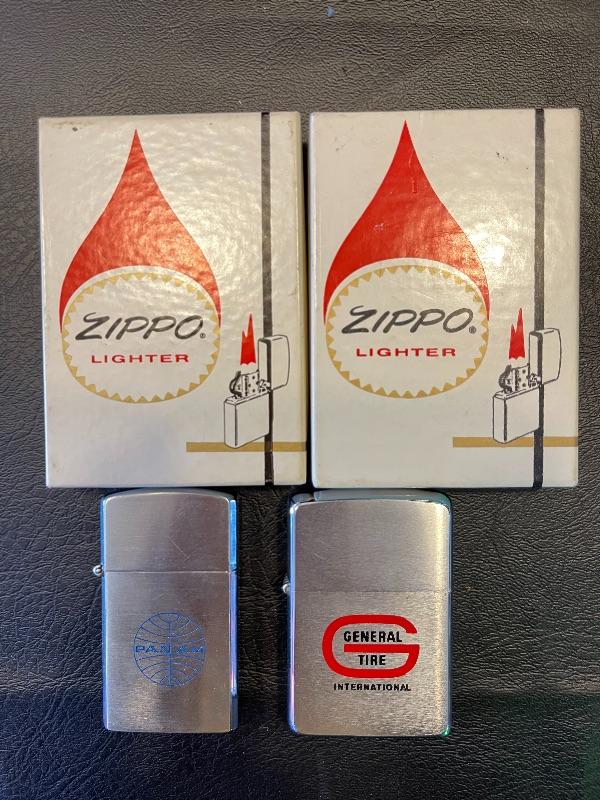 ZIPPO®
LIGHTER
ZIPPO®
LIGHTER
PAN AM
GENERAL
TIRE
INTERNATIONAL